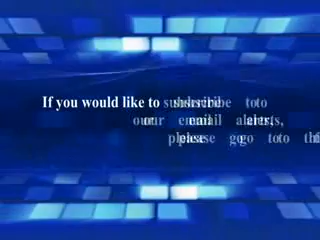 If you would like to subscribe to
our email alerts,
please go to